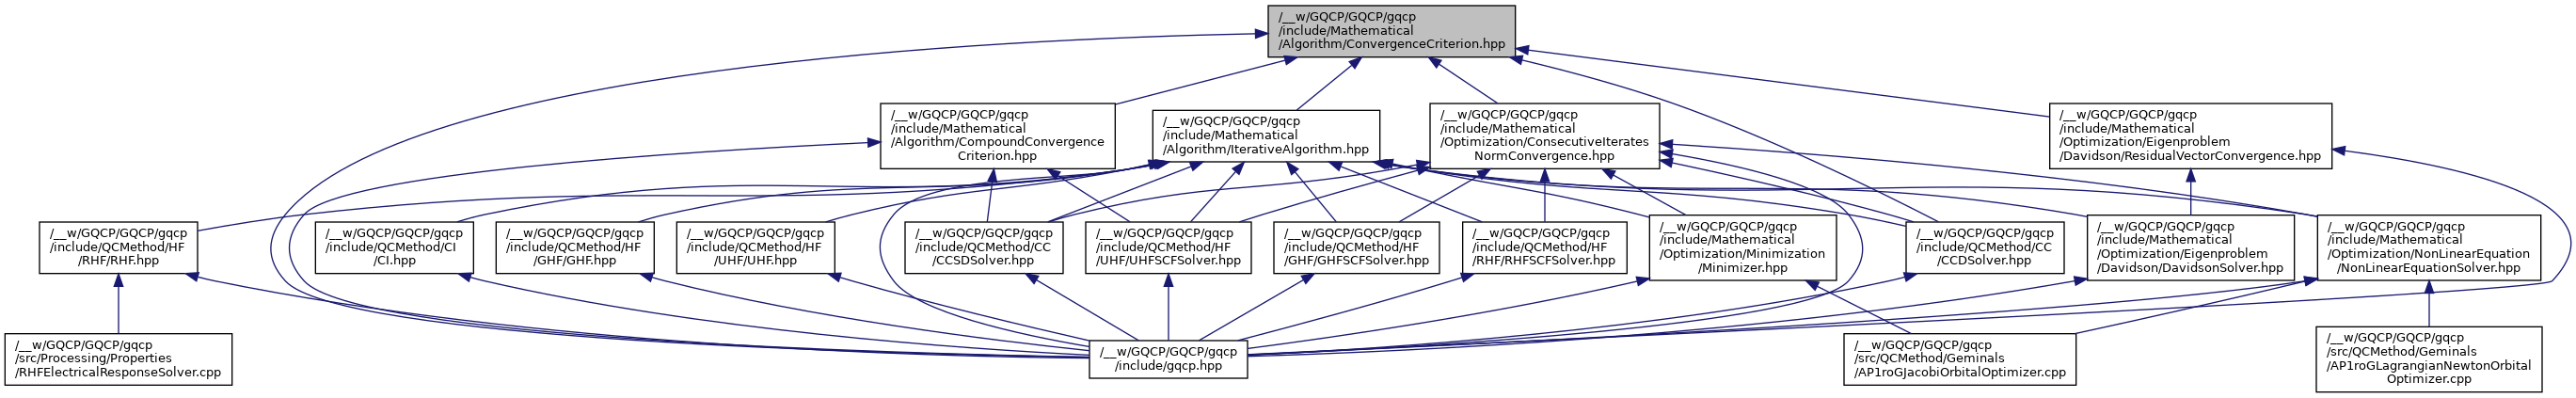 /__w/GQCP/GQCP/gqcp
/include/Mathematical
/Algorithm/ConvergenceCriterion.hpp
/__w/GQCP/GQCP/gqcp
/include/Mathematical
/Algorithm/CompoundConvergence
Criterion.hpp
/__w/GQCP/GQCP/gqcp
/include/Mathematical
/Algorithm/IterativeAlgorithm.hpp
/__w/GQCP/GQCP/gqcp
/include/Mathematical
/Optimization/ConsecutiveIterates
NormConvergence.hpp
/__w/GQCP/GQCP/gqcp
/include/Mathematical
/Optimization/Eigenproblem
/Davidson/ResidualVectorConvergence.hpp
/__w/GQCP/GQCP/gqcp
/include/QCMethod/HF
/RHF/RHF.hpp
/__w/GQCP/GQCP/gqcp
/include/QCMethod/CI
/CI.hpp
/__w/GQCP/GQCP/gqcp
/include/QCMethod/HF
/GHF/GHF.hpp
/__w/GQCP/GQCP/gqcp
/include/QCMethod/HF
/UHF/UHF.hpp
/__w/GQCP/GQCP/gqcp
/include/QCMethod/CC
/CCSDSolver.hpp
/__w/GQCP/GQCP/gqcp
/include/QCMethod/HF
/UHF/UHFSCFSolver.hpp
/__w/GQCP/GQCP/gqcp
/include/QCMethod/HF
/GHF/GHFSCFSolver.hpp
/__w/GQCP/GQCP/gqcp
/include/QCMethod/HF
/RHF/RHFSCFSolver.hpp
/__w/GQCP/GQCP/gqcp
/include/Mathematical
/Optimization/Minimization
/Minimizer.hpp
/__w/GQCP/GQCP/gqcp
/include/QCMethod/CC
/CCDSolver.hpp
/__w/GQCP/GQCP/gqcp
/include/Mathematical
/Optimization/Eigenproblem
/Davidson/DavidsonSolver.hpp
/__w/GQCP/GQCP/gqcp
/include/Mathematical
/Optimization/NonLinearEquation
/NonLinearEquationSolver.hpp
/__w/GQCP/GQCP/gqcp
/src/Processing/Properties
/RHFElectricalResponseSolver.cpp
/__w/GQCP/GQCP/gqcp
/include/gqcp.hpp
/__w/GQCP/GQCP/gqcp
/src/QCMethod/Geminals
/AP1roGJacobiOrbitalOptimizer.cpp
/__w/GQCP/GQCP/gqcp
/src/QCMethod/Geminals
/AP1roGLagrangianNewtonOrbital
Optimizer.cpp